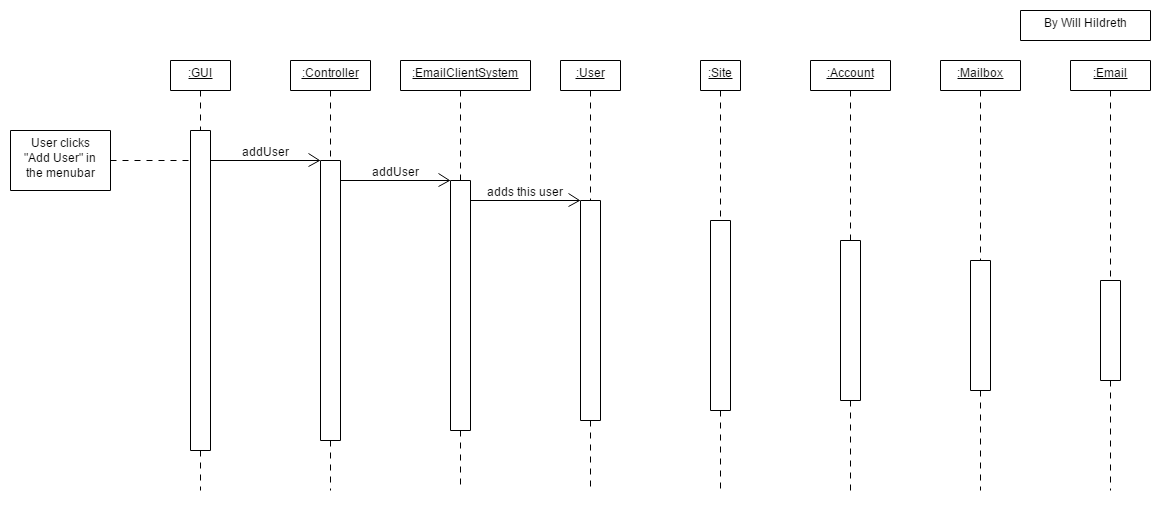 By Will Hildreth
:GUI
:Controller
:EmailClientSystem
:User
:Site
:Account
:Mailbox
:Email
User clicks
"Add User" in
the menubar
addUser
addUser
adds this user